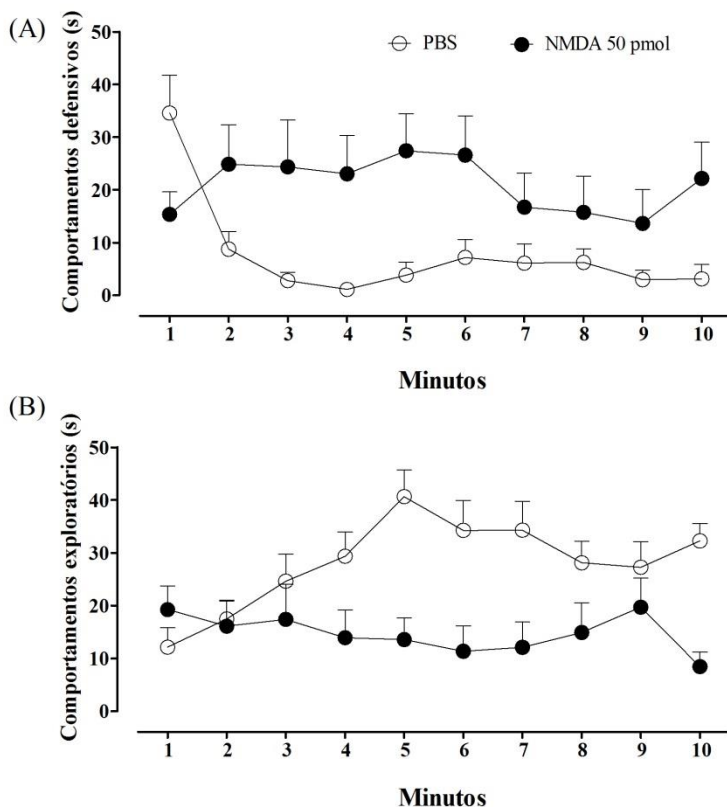 (A)
Comportamentos defensivos (s)
50
40
30
20
10
0
PBS
NMDA 50 pmol
1 2 3 4 5 6 7 8 9 10
Minutos
(B)
Comportamentos exploratórios (s)
50
40
30
20
10
0
1 2 3 4 5 6 7 8 9 10
Minutos